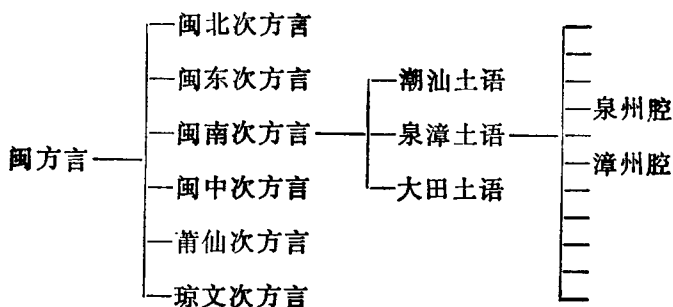 闽北次方言
闽东次方言 潮汕土语
泉州腔
闽南次方言 泉漳土语
闽方言 漳州腔
闽中次方言 大田土语
莆仙次方言
琼文次方言